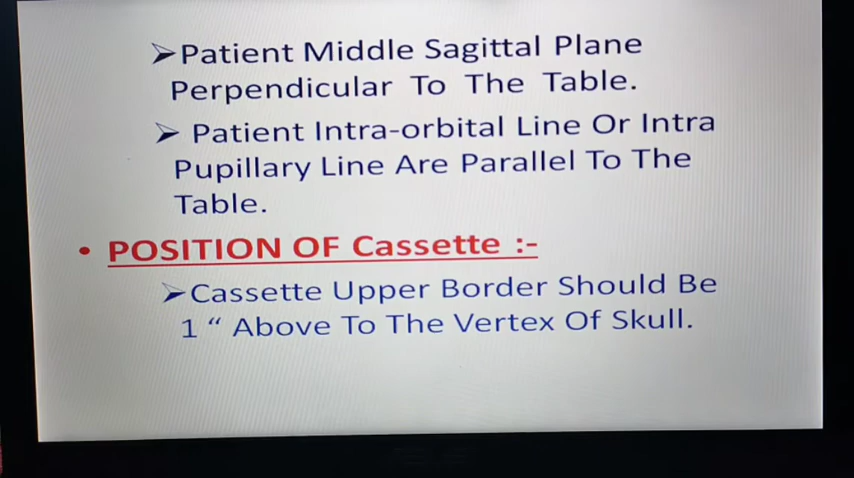 ➢Patient Middle Sagittal Plane
Perpendicular To The Table.
➢ Patient Intra-orbital Line Or Intra
Pupillary Line Are Parallel To The
Table.
• POSITION OF Cassette :-
➢Cassette Upper Border Should Be
1 “ Above To The Vertex Of Skull.